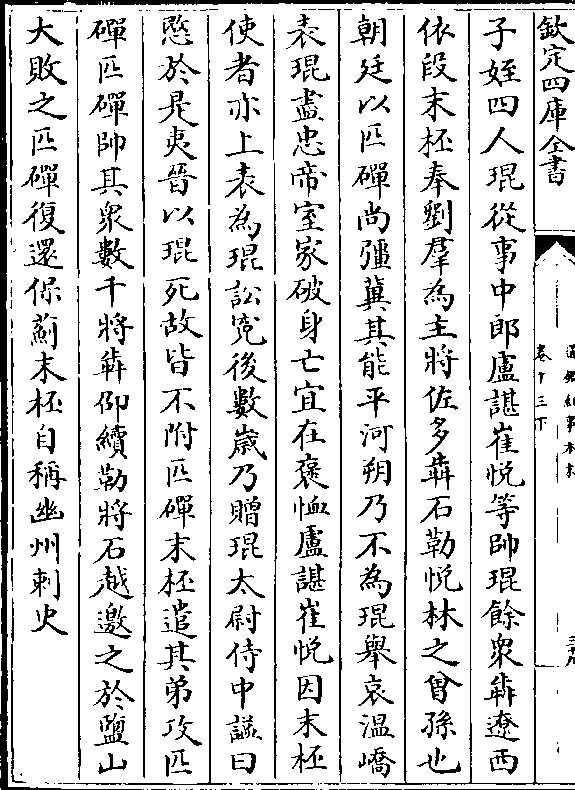 欽定四庫全書
子姪四人琨從事中郎盧諶崔悅等帥琨餘衆犇遼西
依段末柸奉劉羣為主將佐多犇石勒悅林之曾孫也
朝廷以匹磾尚彊冀其能平河朔乃不為琨舉哀溫嶠
表琨盡忠帝室家破身亡宜在褒恤盧諶崔悅因末柸
使者亦上表為琨訟冤後數歲乃贈琨太尉侍中諡曰
愍於是夷晉以琨死故皆不附匹磾末柸遣其弟攻匹
磾匹磾帥其衆數千將犇邵續勒將石越邀之於鹽山
大敗之匹磾復還保薊末柸自稱幽州刺史
通鑑紀事本末
卷十三下